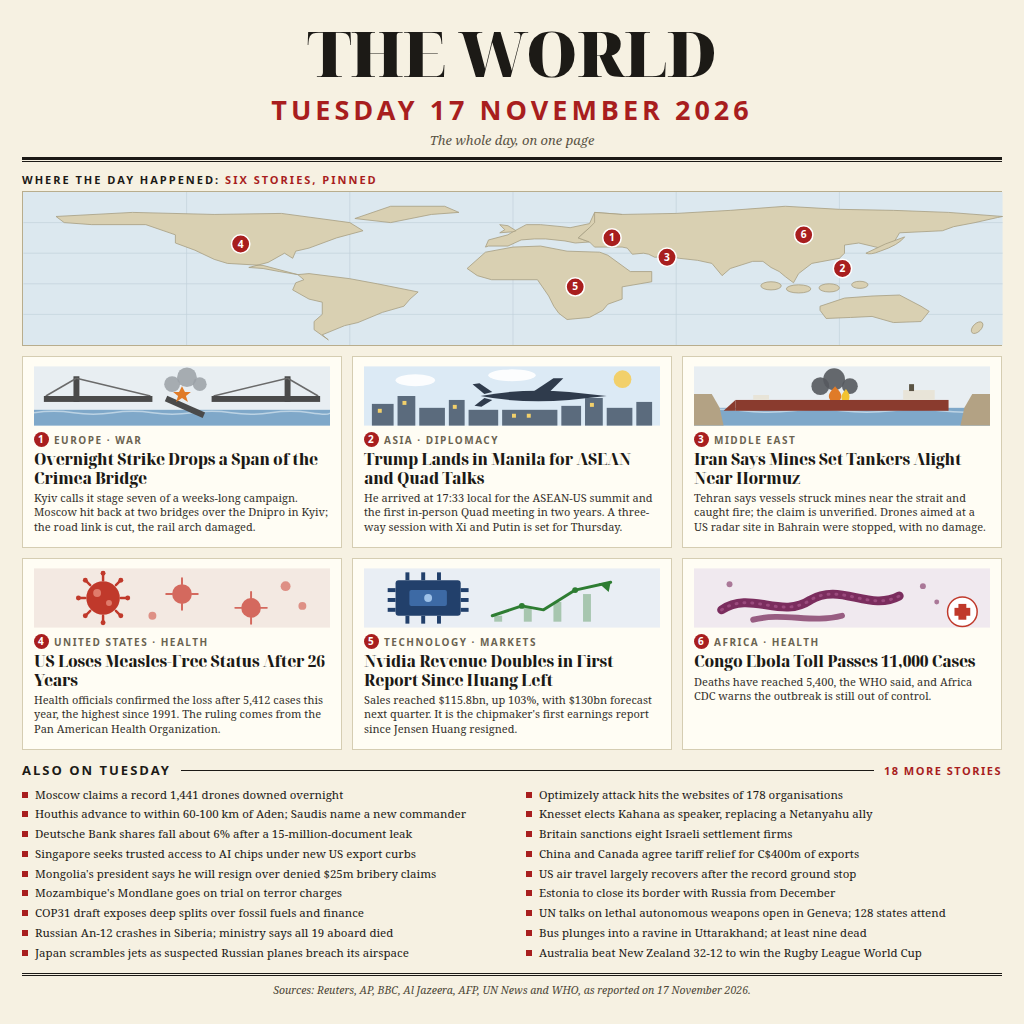 THE WORLD
TUESDAY 17 NOVEMBER 2026
The whole day, on one page
WHERE THE DAY HAPPENED: SIX STORIES, PINNED
4
1
3
6
2
5
1 EUROPE · WAR
Overnight Strike Drops a Span of the
Crimea Bridge
Kyiv calls it stage seven of a weeks-long campaign.
Moscow hit back at two bridges over the Dnipro in Kyiv;
the road link is cut, the rail arch damaged.
2 ASIA · DIPLOMACY
Trump Lands in Manila for ASEAN
and Quad Talks
He arrived at 17:33 local for the ASEAN-US summit and
the first in-person Quad meeting in two years. A three-
way session with Xi and Putin is set for Thursday.
3 MIDDLE EAST
Iran Says Mines Set Tankers Alight
Near Hormuz
Tehran says vessels struck mines near the strait and
caught fire; the claim is unverified. Drones aimed at a
US radar site in Bahrain were stopped, with no damage.
4 UNITED STATES · HEALTH
US Loses Measles-Free Status After 26
Years
Health officials confirmed the loss after 5,412 cases this
year, the highest since 1991. The ruling comes from the
Pan American Health Organization.
5 TECHNOLOGY · MARKETS
Nvidia Revenue Doubles in First
Report Since Huang Left
Sales reached $115.8bn, up 103%, with $130bn forecast
next quarter. It is the chipmaker's first earnings report
since Jensen Huang resigned.
6 AFRICA · HEALTH
Congo Ebola Toll Passes 11,000 Cases
Deaths have reached 5,400, the WHO said, and Africa
CDC warns the outbreak is still out of control.
ALSO ON TUESDAY
18 MORE STORIES
Moscow claims a record 1,441 drones downed overnight
Houthis advance to within 60-100 km of Aden; Saudis name a new commander
Deutsche Bank shares fall about 6% after a 15-million-document leak
Singapore seeks trusted access to AI chips under new US export curbs
Mongolia's president says he will resign over denied $25m bribery claims
Mozambique's Mondlane goes on trial on terror charges
COP31 draft exposes deep splits over fossil fuels and finance
Russian An-12 crashes in Siberia; ministry says all 19 aboard died
Japan scrambles jets as suspected Russian planes breach its airspace
Optimizely attack hits the websites of 178 organisations
Knesset elects Kahana as speaker, replacing a Netanyahu ally
Britain sanctions eight Israeli settlement firms
China and Canada agree tariff relief for C$400m of exports
US air travel largely recovers after the record ground stop
Estonia to close its border with Russia from December
UN talks on lethal autonomous weapons open in Geneva; 128 states attend
Bus plunges into a ravine in Uttarakhand; at least nine dead
Australia beat New Zealand 32-12 to win the Rugby League World Cup
Sources: Reuters, AP, BBC, Al Jazeera, AFP, UN News and WHO, as reported on 17 November 2026.